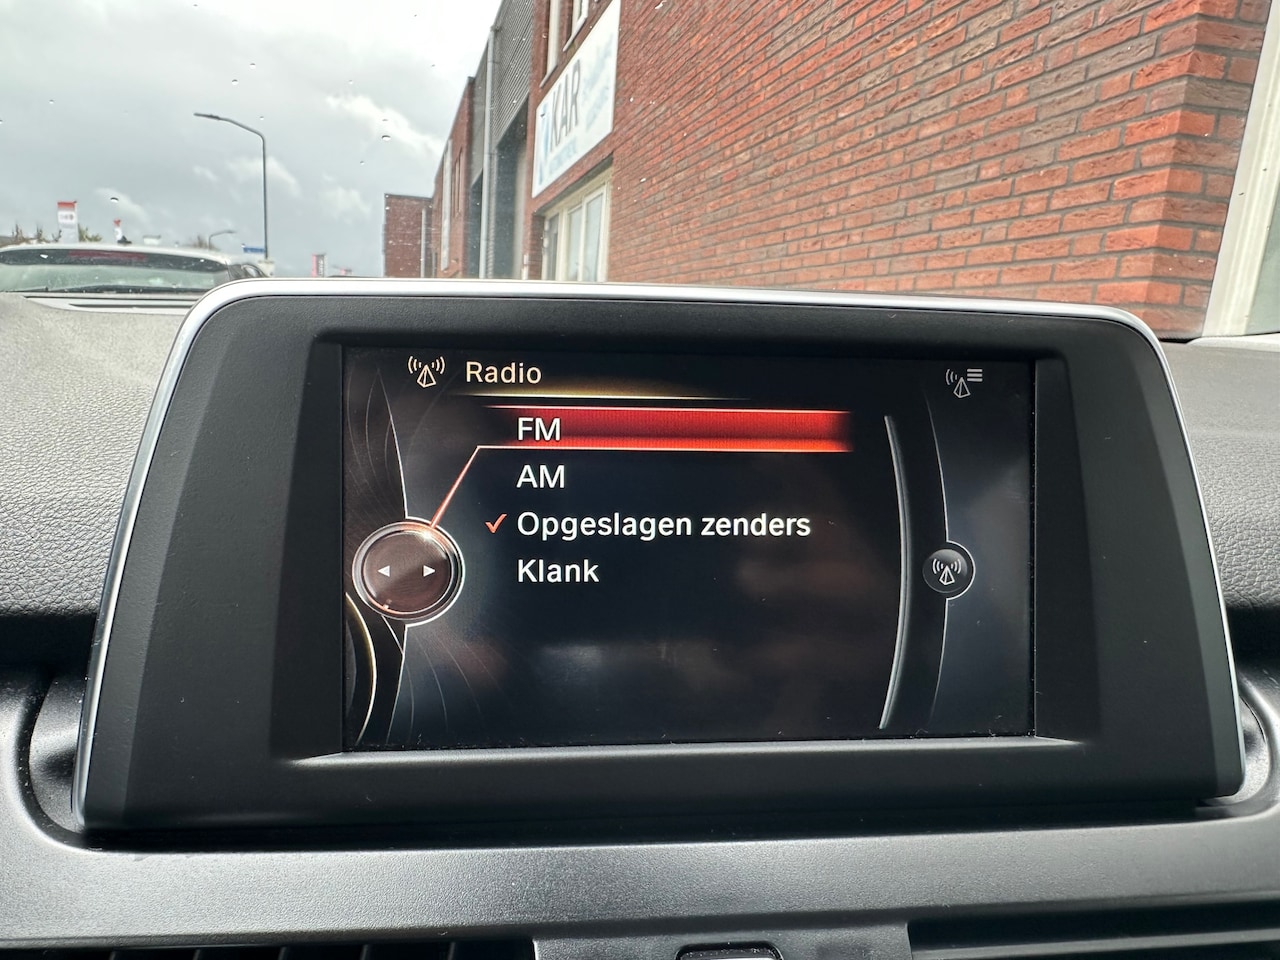 KAR
Radio
FM
AM
Opgeslagen zenders
Klank